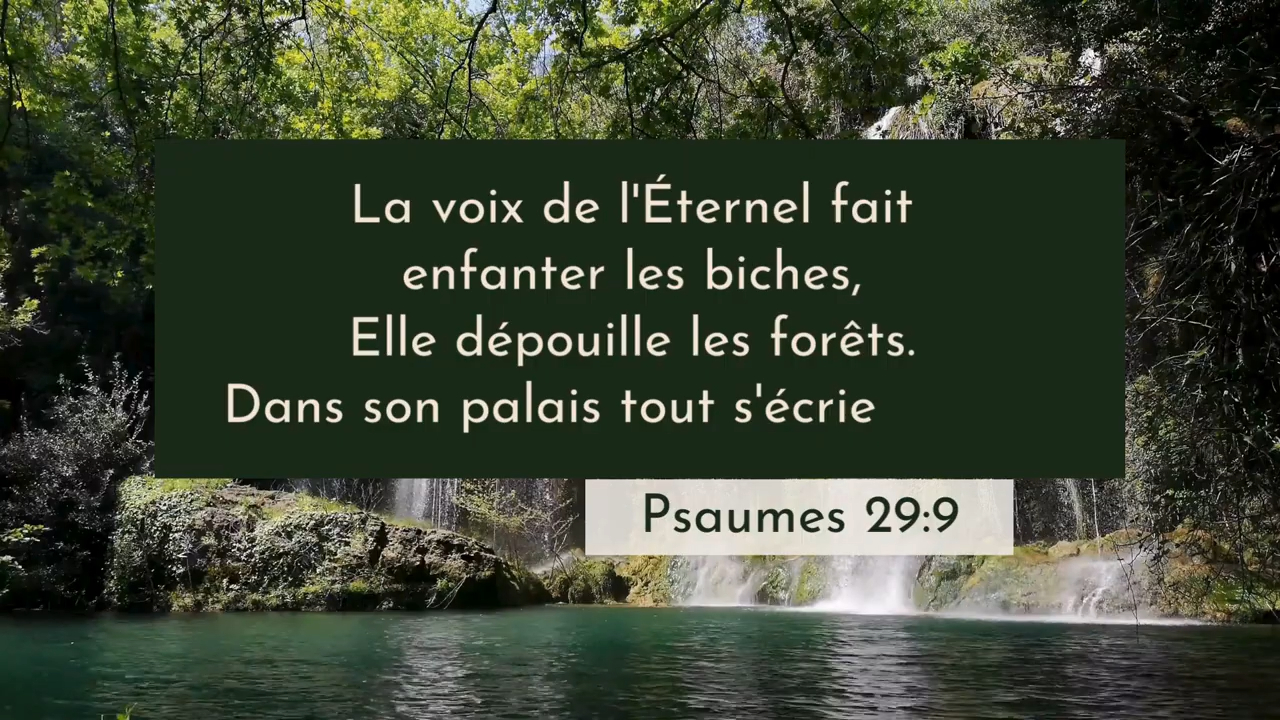 La voix de l'Éternel fait
enfanter les biches,
Elle dépouille les forêts.
Dans son palais tout s'écrie
Psaumes 29:9